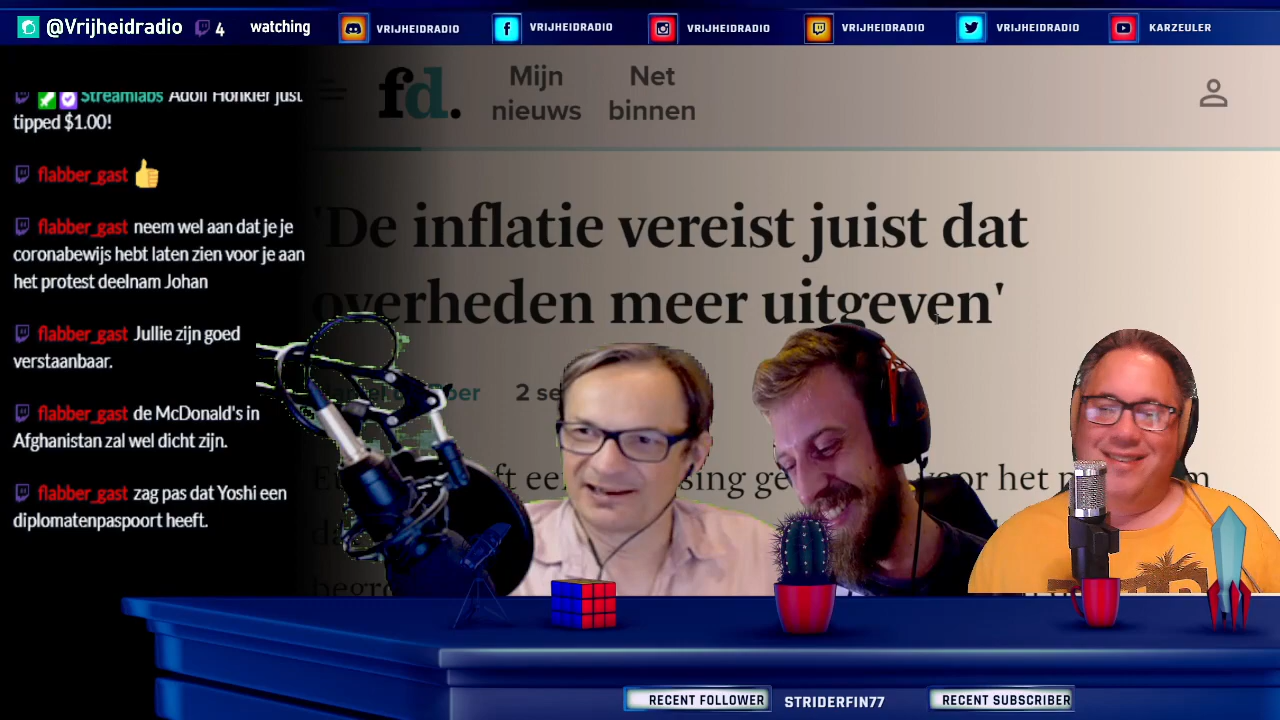 @Vrijheidradio 4 watching VRIJHEIDRADIO VRIJHEIDRADIO VRIJHEIDRADIO VRIJHEIDRADIO VRIJHEIDRADIO KARZEULER
Streamlabs Adolf Honkler just
tipped $1.00!
flabber_gast
flabber_gast neem wel aan dat je je
coronabewijs hebt laten zien voor je aan
het protest deelnam Johan
flabber_gast Jullie zijn goed
verstaanbaar.
flabber_gast de McDonald's in
Afghanistan zal wel dicht zijn.
flabber_gast zag pas dat Yoshi een
diplomatenpaspoort heeft.
fd.
Mijn
nieuws
Net
binnen
'De inflatie vereist juist dat
overheden meer uitgeven'
2 se
het
RECENT FOLLOWER STRIDERFIN77 RECENT SUBSCRIBER